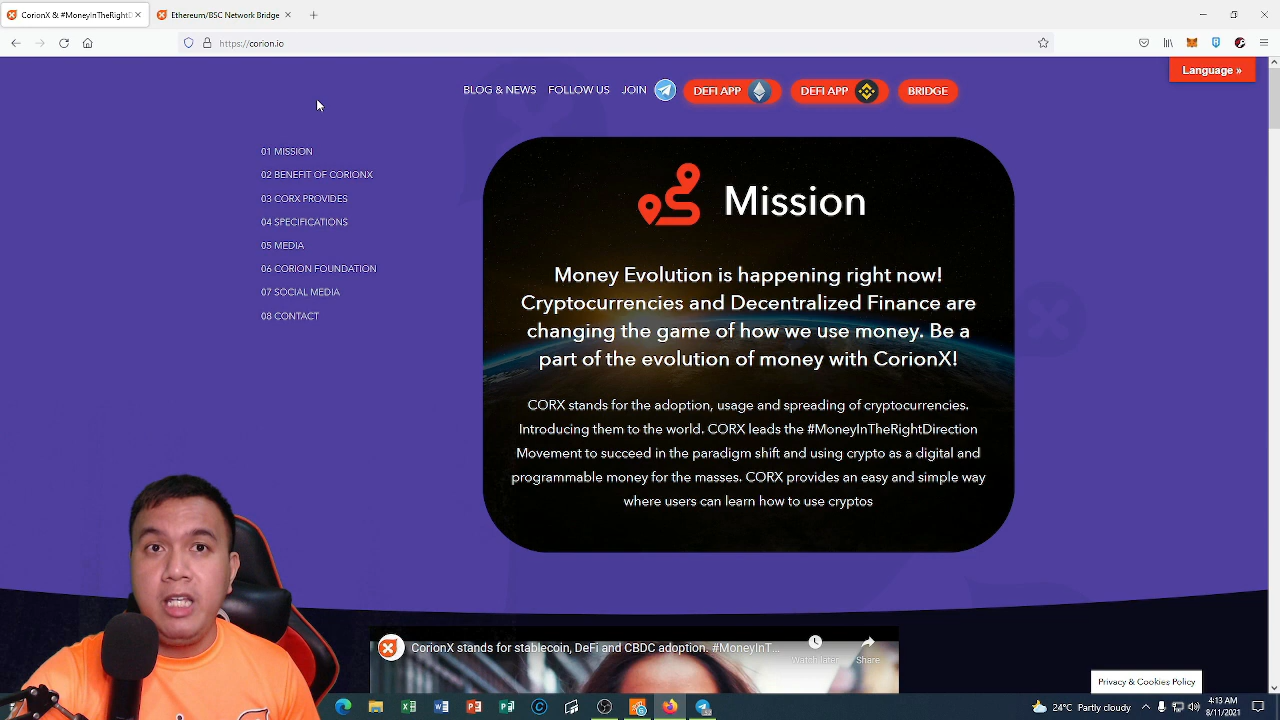 CorionX & #MoneyInTheRightD
Ethereum/BSC Network Bridge
https://corion.io
Language »
BLOG & NEWS FOLLOW US JOIN DEFI APP DEFI APP BRIDGE
01 MISSION
02 BENEFIT OF CORIONX
03 CORX PROVIDES
04 SPECIFICATIONS
05 MEDIA
06 CORION FOUNDATION
07 SOCIAL MEDIA
08 CONTACT
Mission
Money Evolution is happening right now!
Cryptocurrencies and Decentralized Finance are
changing the game of how we use money. Be a
part of the evolution of money with CorionX!
CORX stands for the adoption, usage and spreading of cryptocurrencies.
Introducing them to the world. CORX leads the #MoneyInTheRightDirection
Movement to succeed in the paradigm shift and using crypto as a digital and
programmable money for the masses. CORX provides an easy and simple way
where users can learn how to use cryptos
CorionX stands for stablecoin, DeFi and CBDC adoption. #MoneyInT...
Watch later
Share
Privacy & Cookies Policy
24°C Partly cloudy
4:13 AM
8/11/2021